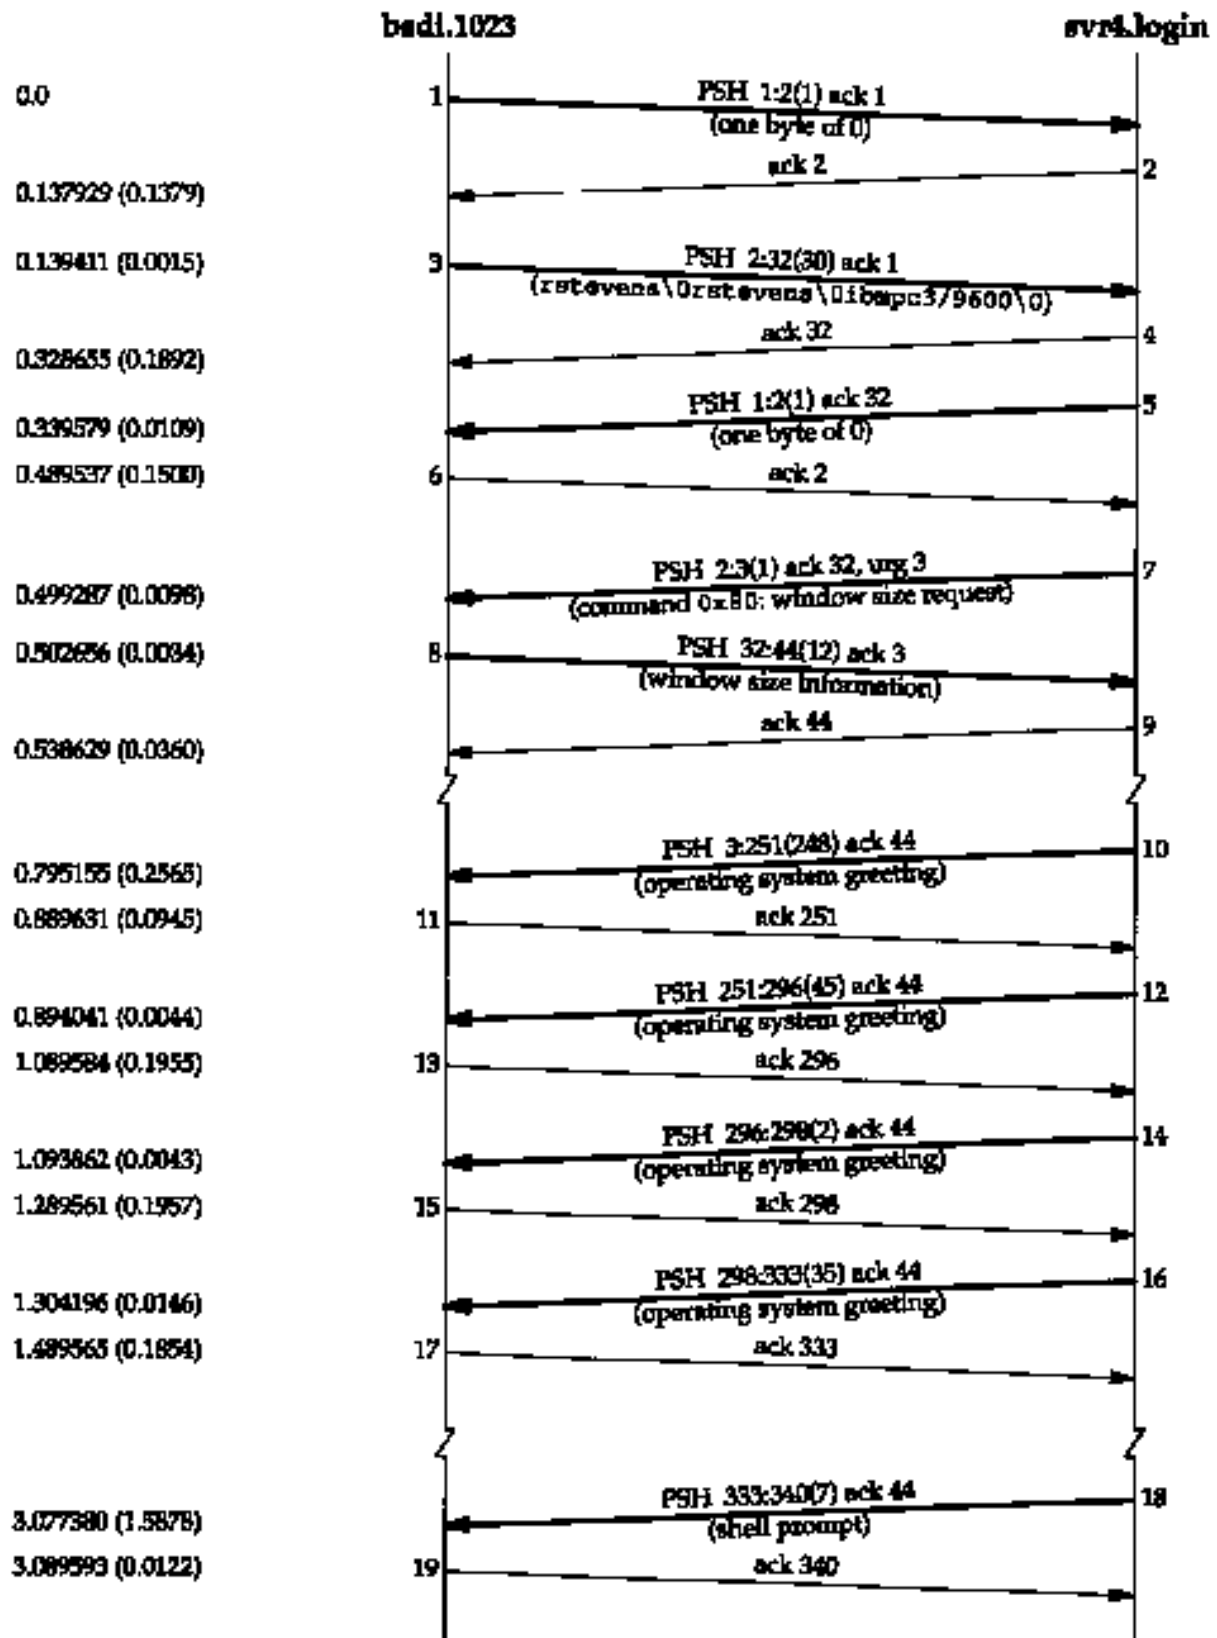 bsdi.1023 svr4.login
0.0 1 PSH 1:2(1) ack 1
(one byte of 0)
ack 2 2
0.137929 (0.1379)
0.139411 (0.0015) 3 PSH 2:32(30) ack 1
(rstevens\0rstevens\0ibmpc3/9600\0)
ack 32 4
0.328655 (0.1892)
PSH 1:2(1) ack 32 5
0.339579 (0.0109) (one byte of 0)
0.489537 (0.1500) 6 ack 2
PSH 2:3(1) ack 32, urg 3 7
0.499287 (0.0098) (command 0x80: window size request)
0.502656 (0.0034) 8 PSH 32:44(12) ack 3
(window size information)
ack 44 9
0.538629 (0.0360)
PSH 3:251(248) ack 44 10
0.795155 (0.2565) (operating system greeting)
0.889631 (0.0945) 11 ack 251
PSH 251:296(45) ack 44 12
0.894041 (0.0044) (operating system greeting)
1.089584 (0.1955) 13 ack 296
PSH 296:298(2) ack 44 14
1.093862 (0.0043) (operating system greeting)
1.289561 (0.1957) 15 ack 298
PSH 298:333(35) ack 44 16
1.304196 (0.0146) (operating system greeting)
1.489565 (0.1854) 17 ack 333
PSH 333:340(7) ack 44 18
3.077380 (1.5878) (shell prompt)
3.089593 (0.0122) 19 ack 340